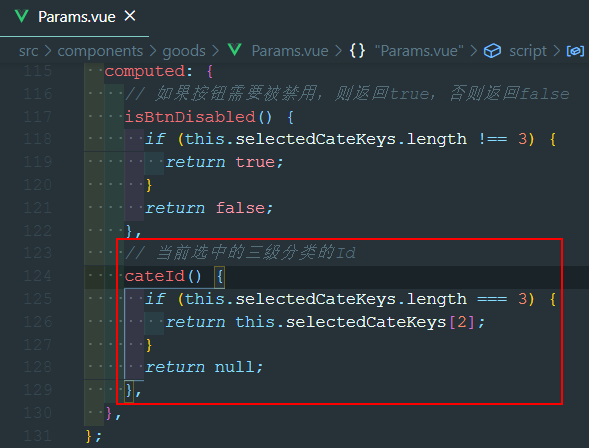 Params.vue ×
src > components > goods > Params.vue > {} "Params.vue" > script >
115 computed: {
116 // 如果按钮需要被禁用，则返回true，否则返回false
117 isBtnDisabled() {
118 if (this.selectedCateKeys.length !== 3) {
119 return true;
120 }
121 return false;
122 },
123 // 当前选中的三级分类的Id
124 cateId() {
125 if (this.selectedCateKeys.length === 3) {
126 return this.selectedCateKeys[2];
127 }
128 return null;
129 },
130 },
131 };